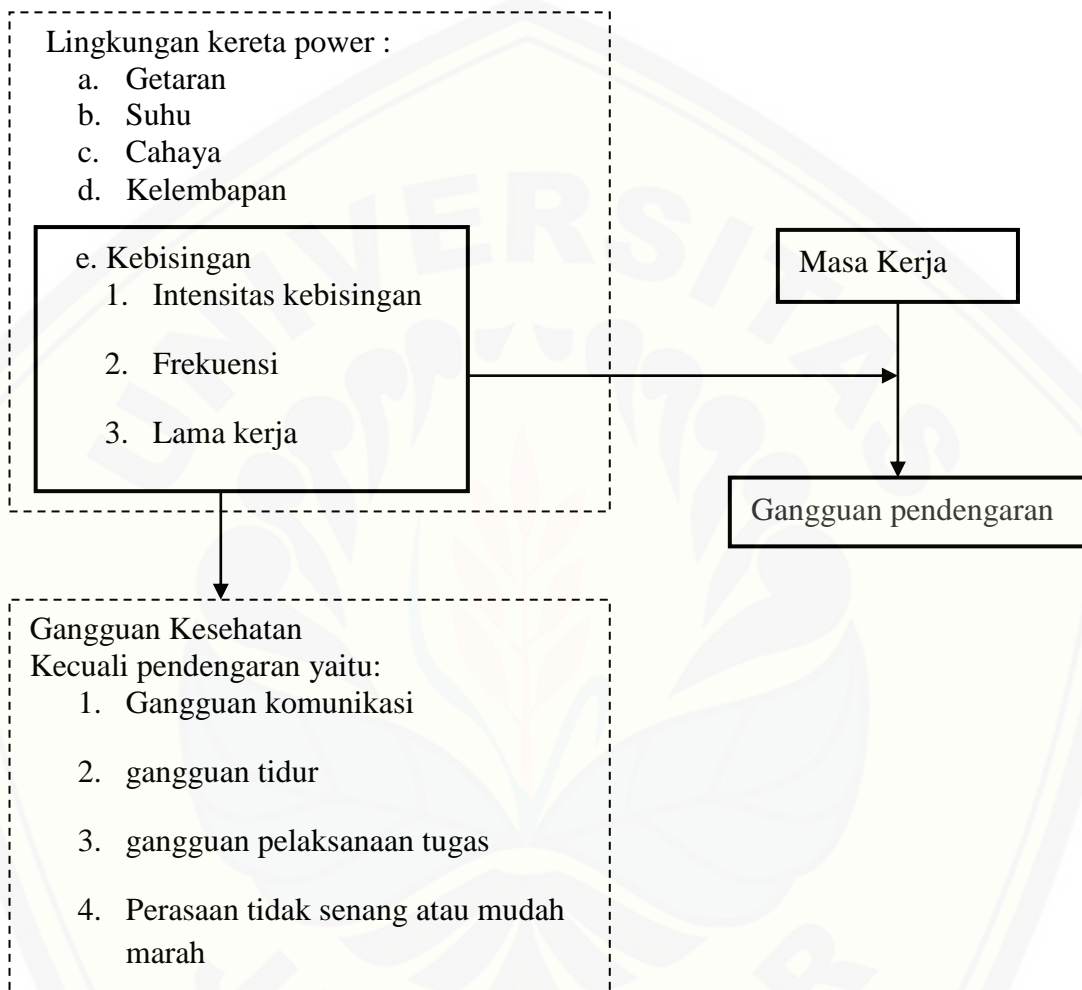 Lingkungan kereta power :
a. Getaran
b. Suhu
c. Cahaya
d. Kelembapan
e. Kebisingan
1. Intensitas kebisingan
2. Frekuensi
3. Lama kerja
Masa Kerja
Gangguan pendengaran
Gangguan Kesehatan
Kecuali pendengaran yaitu:
1. Gangguan komunikasi
2. gangguan tidur
3. gangguan pelaksanaan tugas
4. Perasaan tidak senang atau mudah
marah
UNIVERSITAS